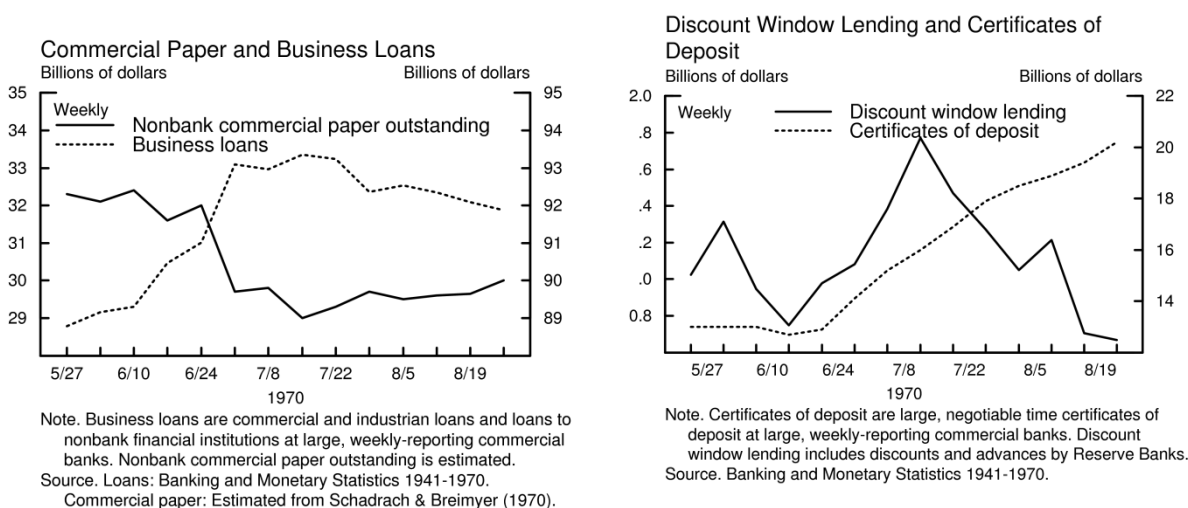 Commercial Paper and Business Loans
Billions of dollars Billions of dollars
35 95
Weekly
34 94
Nonbank commercial paper outstanding
Business loans
33 93
32 92
31 91
30 90
29 89
5/27 6/10 6/24 7/8 7/22 8/5 8/19
1970
Note. Business loans are commercial and industrian loans and loans to
nonbank financial institutions at large, weekly-reporting commercial
banks. Nonbank commercial paper outstanding is estimated.
Source. Loans: Banking and Monetary Statistics 1941-1970.
Commercial paper: Estimated from Schadrach & Breimyer (1970).
Discount Window Lending and Certificates of
Deposit
Billions of dollars Billions of dollars
2.0 22
Weekly Discount window lending
.8 Certificates of deposit
20
.6
.4 18
.2
16
.0
14
0.8
5/27 6/10 6/24 7/8 7/22 8/5 8/19
1970
Note. Certificates of deposit are large, negotiable time certificates of
deposit at large, weekly-reporting commercial banks. Discount
window lending includes discounts and advances by Reserve Banks.
Source. Banking and Monetary Statistics 1941-1970.